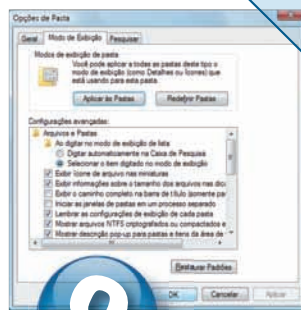 Opções de Pasta
Geral Modo de Exibição Pesquisar
Modos de exibição de pasta
Você pode aplicar a todas as pastas deste tipo o
modo de exibição (como Detalhes ou Ícones) que
está usando para esta pasta.
Aplicar às Pastas Redefinir Pastas
Configurações avançadas:
Arquivos e Pastas
Ao digitar no modo de exibição de lista
Digitar automaticamente na Caixa de Pesquisa
Selecionar o item digitado no modo de exibição
Exibir ícone de arquivo nas miniaturas
Exibir informações sobre o tamanho dos arquivos nas dic
Exibir o caminho completo na barra de título (somente pa
Iniciar as janelas de pastas em um processo separado
Lembrar as configurações de exibição de cada pasta
Mostrar arquivos NTFS criptografados ou compactados e
Mostrar descrição pop-up para pastas e itens da área de
Restaurar Padrões
OK Cancelar Aplicar